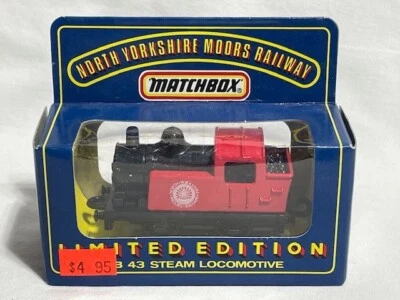 NORTH YORKSHIRE MOORS RAILWAY
MATCHBOX
LIMITED EDITION
43 STEAM LOCOMOTIVE
$4 95